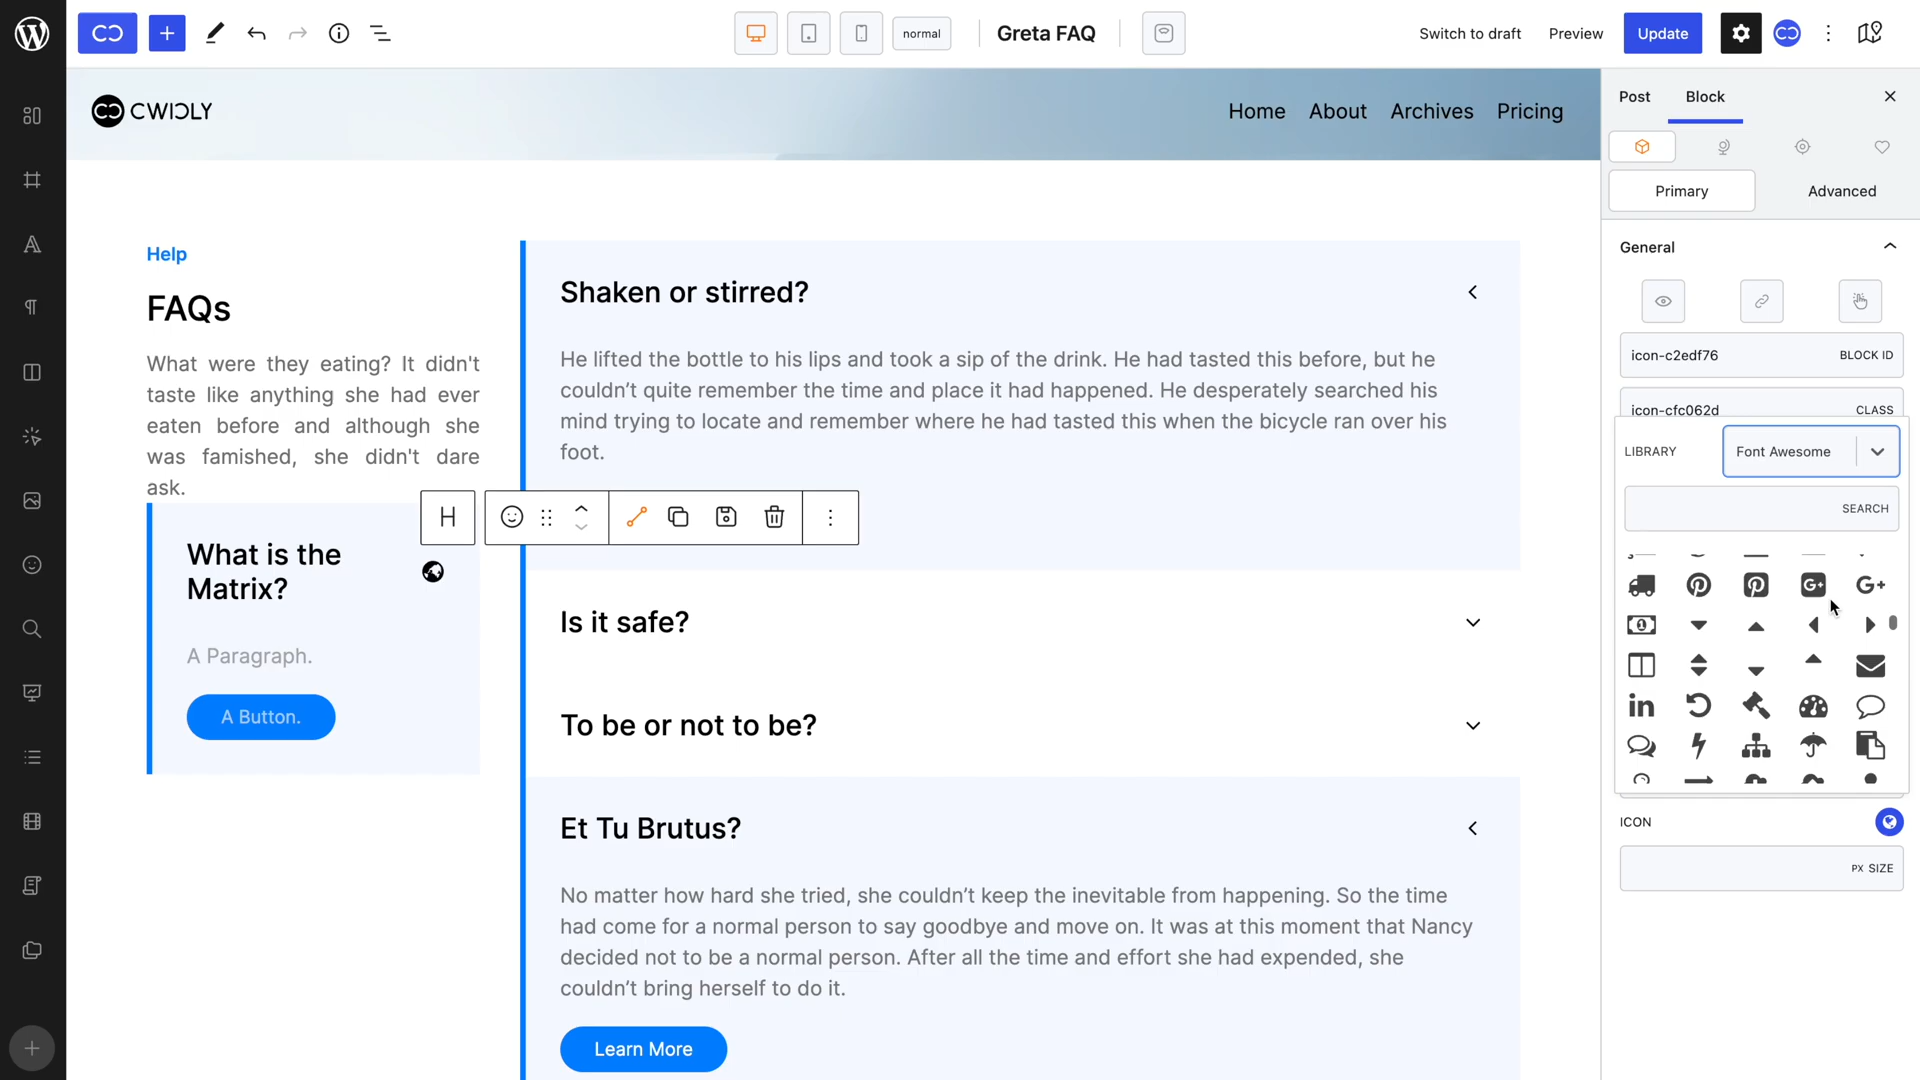 normal
Greta FAQ
Switch to draft
Preview
Update
CWICLY
Home
About
Archives
Pricing
Help
FAQs
What were they eating? It didn't
taste like anything she had ever
eaten before and although she
was famished, she didn't dare
ask.
What is the
Matrix?
A Paragraph.
A Button.
Shaken or stirred?
He lifted the bottle to his lips and took a sip of the drink. He had tasted this before, but he
couldn't quite remember the time and place it had happened. He desperately searched his
mind trying to locate and remember where he had tasted this when the bicycle ran over his
foot.
H
Is it safe?
To be or not to be?
Et Tu Brutus?
No matter how hard she tried, she couldn't keep the inevitable from happening. So the time
had come for a normal person to say goodbye and move on. It was at this moment that Nancy
decided not to be a normal person. After all the time and effort she had expended, she
couldn't bring herself to do it.
Learn More
Post
Block
Primary
Advanced
General
icon-c2edf76
BLOCK ID
icon-cfc062d
CLASS
LIBRARY
Font Awesome
SEARCH
ICON
PX SIZE